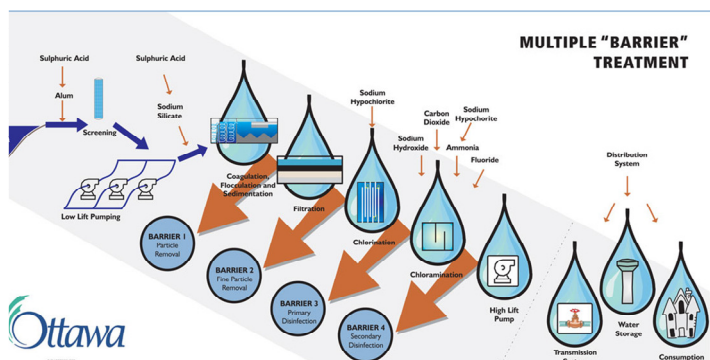 MULTIPLE "BARRIER"
TREATMENT
Sulphuric Acid
Alum
Screening
Low Lift Pumping
Sulphuric Acid
Sodium
Silicate
Coagulation,
Flocculation and
Sedimentation
Filtration
Sodium
Hypochlorite
Chlorination
Sodium
Hydroxide
Carbon
Dioxide
Ammonia
Sodium
Hypochorite
Fluoride
Chloramination
High Lift
Pump
BARRIER 1
Particle
Removal
BARRIER 2
Fine Particle
Removal
BARRIER 3
Primary
Disinfection
BARRIER 4
Secondary
Disinfection
Distribution
System
Transmission
Water
Storage
Consumption
Ottawa